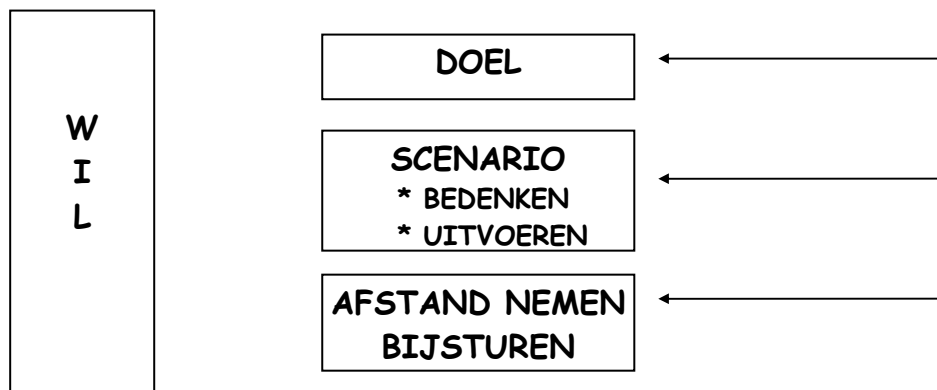 W
I
L
DOEL
SCENARIO
* BEDENKEN
* UITVOEREN
AFSTAND NEMEN
BIJSTUREN